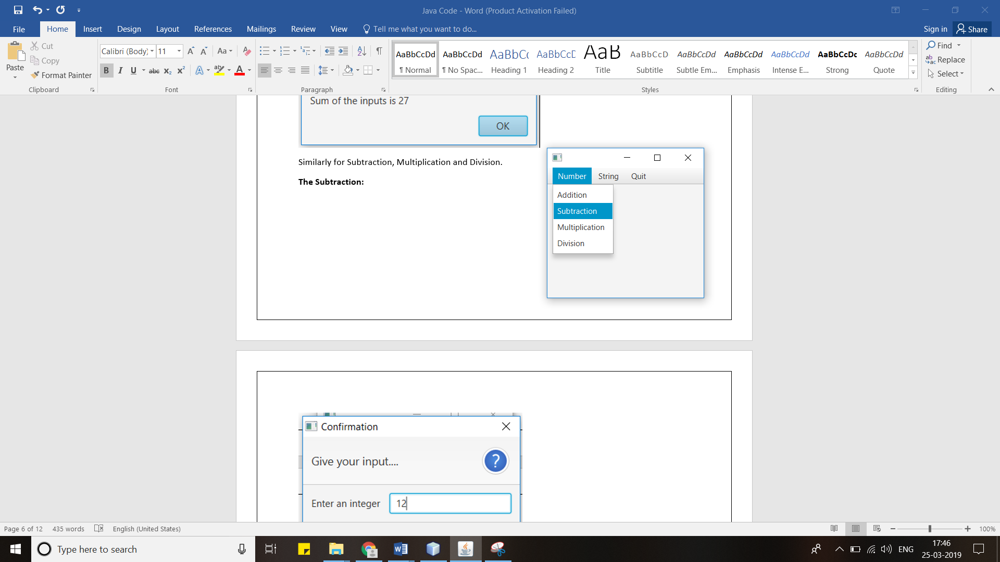 Java Code - Word (Product Activation Failed)
File Home Insert Design Layout References Mailings Review View Tell me what you want to do... Sign in Share
Paste
Cut
Copy
Format Painter
Clipboard
Calibri (Body) 11 Aa
B I U abc x₂ x² A ab A
Font
Paragraph
AaBbCcDd AaBbCcDd AaBbCc AaBbCcD AaB AaBbCcD AaBbCcDd AaBbCcDd AaBbCcDd AaBbCcDc AaBbCcDd
¶ Normal ¶ No Spac... Heading 1 Heading 2 Title Subtitle Subtle Em... Emphasis Intense E... Strong Quote
Styles
Find
Replace
Select
Editing
Sum of the inputs is 27
OK
Similarly for Subtraction, Multiplication and Division.
The Subtraction:
Number String Quit
Addition
Subtraction
Multiplication
Division
Confirmation
Give your input....
?
Enter an integer 12
Page 6 of 12 435 words English (United States) 100%
Type here to search
ENG
17:46
25-03-2019